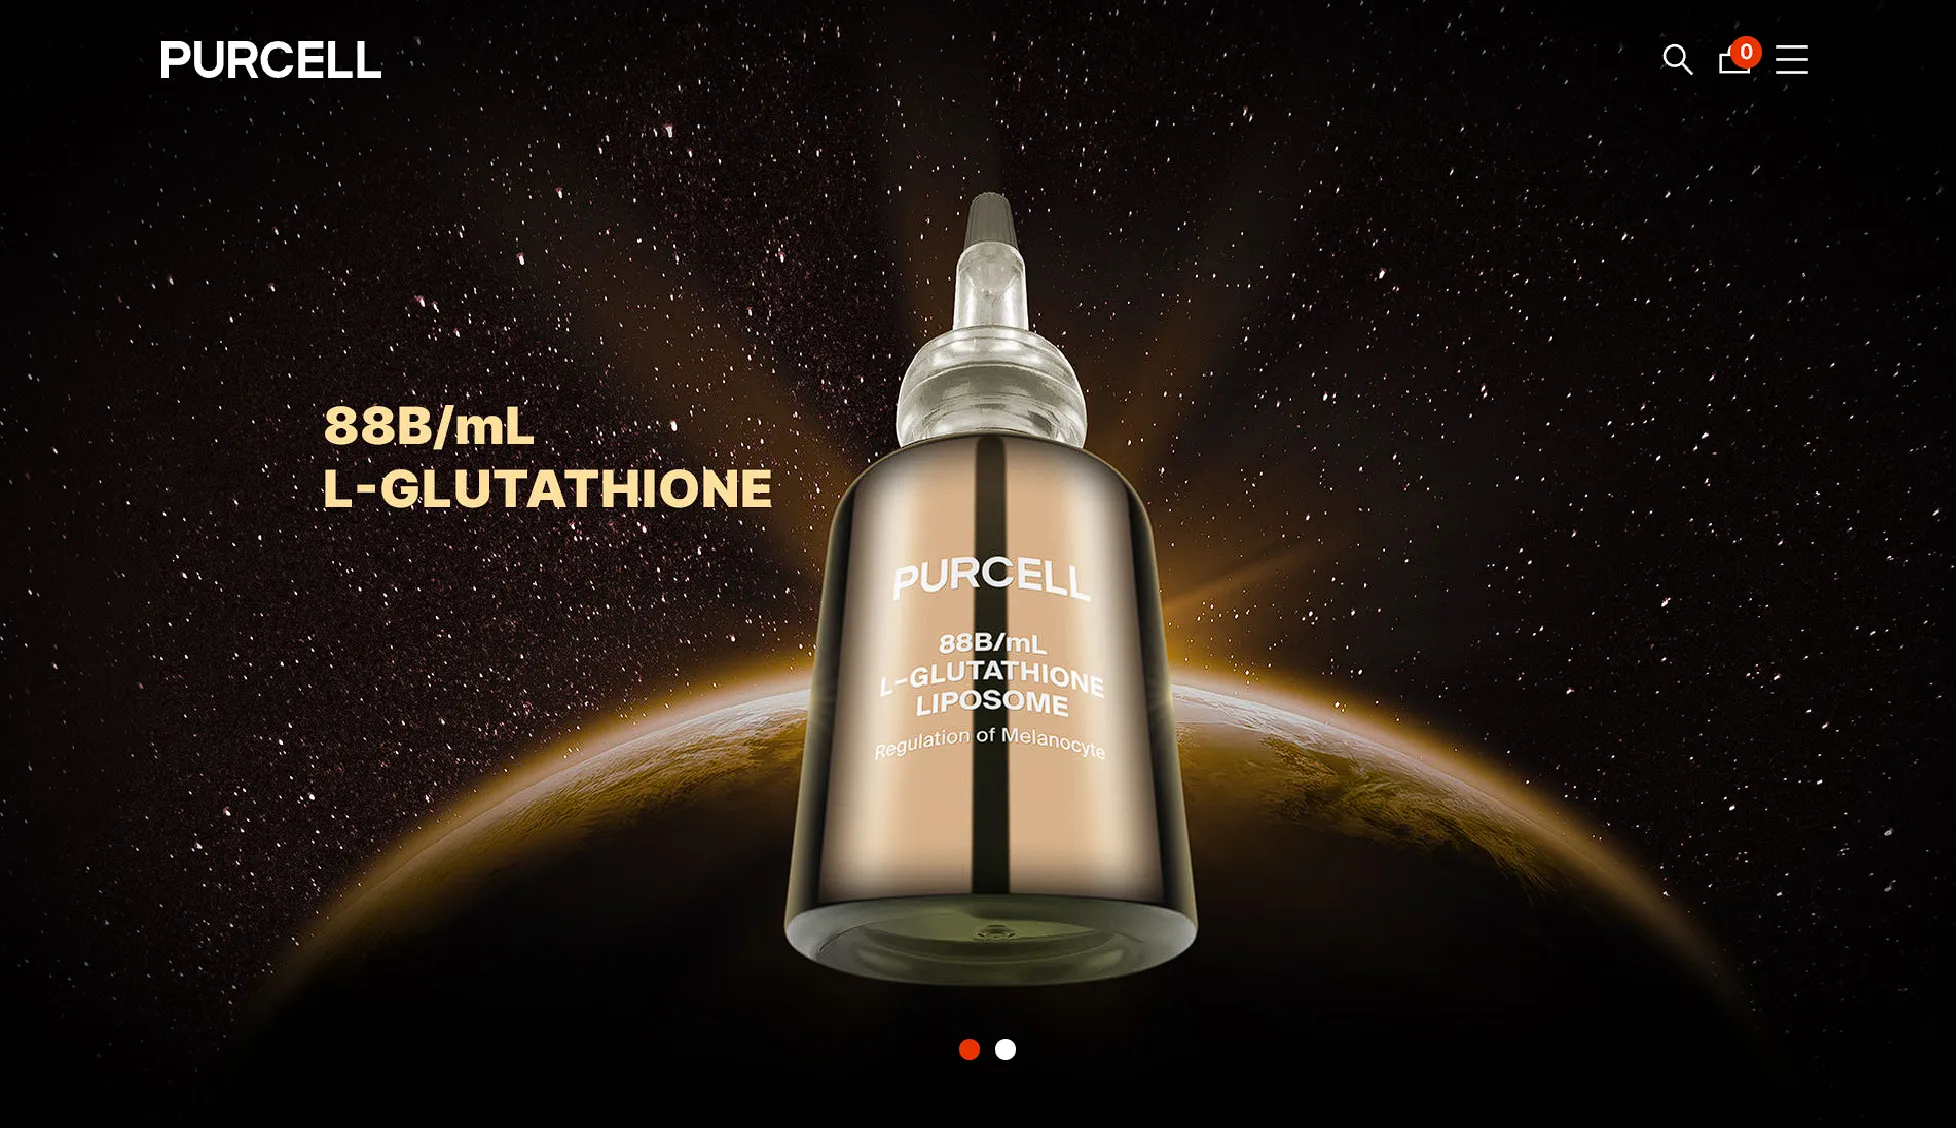 PURCELL
0
88B/mL
L-GLUTATHIONE
PURCELL
88B/mL
L-GLUTATHIONE
LIPOSOME
Regulation of Melanocyte